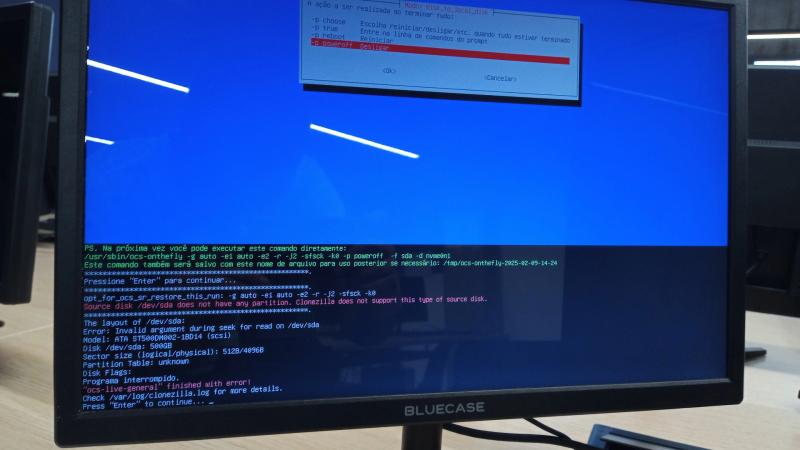 Modo: disk_to_local_disk
A ação a ser realizada ao terminar tudo:
-p choose Escolha reiniciar/desligar/etc. quando tudo estiver terminado
-p true Entre na linha de comandos do prompt
-p reboot Reiniciar
-p poweroff Desligar
<Ok> <Cancelar>
PS. Na próxima vez você pode executar este comando diretamente:
/usr/sbin/ocs-onthefly -g auto -e1 auto -e2 -r -j2 -sfsck -k0 -p poweroff -f sda -d nvme0n1
Este comando também será salvo com este nome de arquivo para uso posterior se necessário: /tmp/ocs-onthefly-2025-02-09-14-24
*****************************************************.
Pressione "Enter" para continuar...
*****************************************************.
opt_for_ocs_sr_restore_this_run: -g auto -e1 auto -e2 -r -j2 -sfsck -k0
Source disk /dev/sda does not have any partition. Clonezilla does not support this type of source disk.
*****************************************************.
The layout of /dev/sda:
Error: Invalid argument during seek for read on /dev/sda
Model: ATA ST500DM002-1BD14 (scsi)
Disk /dev/sda: 500GB
Sector size (logical/physical): 512B/4096B
Partition Table: unknown
Disk Flags:
Programa interrompido.
"ocs-live-general" finished with error!
Check /var/log/clonezilla.log for more details.
Press "Enter" to continue... _
BLUECASE